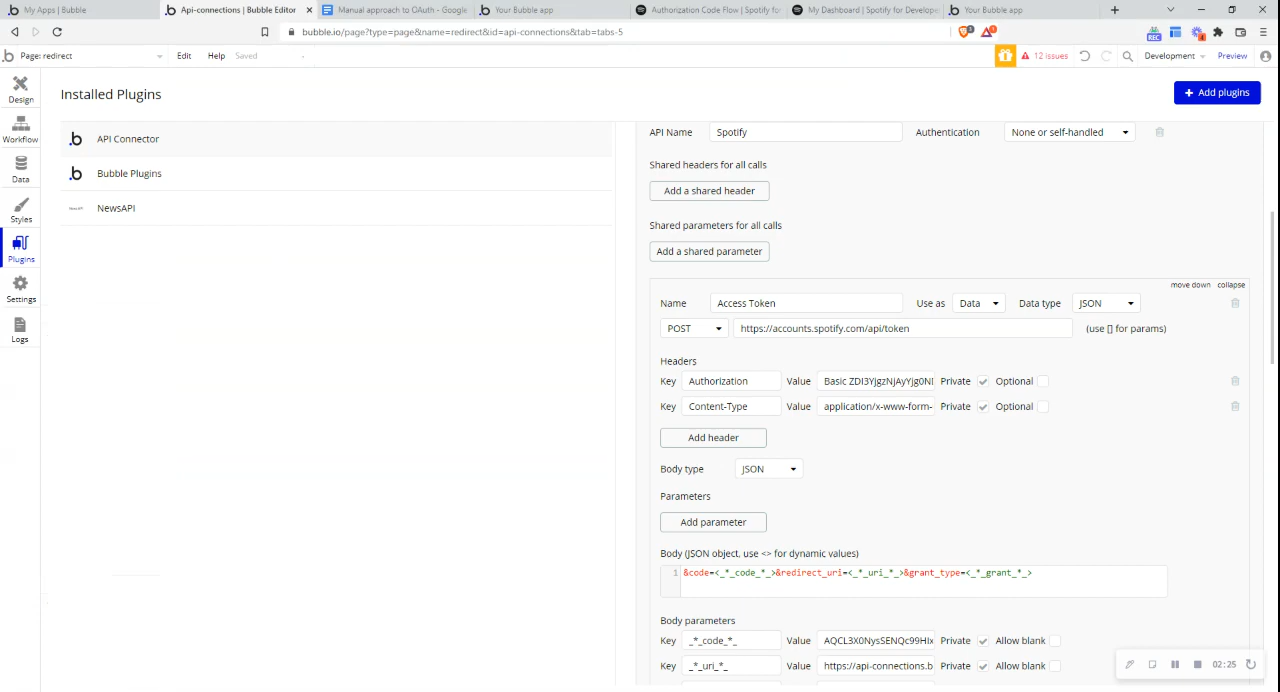 My Apps | Bubble
Api-connections | Bubble Editor
Manual approach to OAuth - Google
Your Bubble app
Authorization Code Flow | Spotify for
My Dashboard | Spotify for Develope
Your Bubble app
bubble.io/page?type=page&name=redirect&id=api-connections&tab=tabs-5
REC
Page: redirect
Edit
Help
Saved
12 issues
Development
Preview
Design
Workflow
Data
Styles
Plugins
Settings
Logs
Installed Plugins
Add plugins
API Connector
Bubble Plugins
NewsAPI
API Name
Spotify
Authentication
None or self-handled
Shared headers for all calls
Add a shared header
Shared parameters for all calls
Add a shared parameter
move down
collapse
Name
Access Token
Use as
Data
Data type
JSON
POST
https://accounts.spotify.com/api/token
(use [] for params)
Headers
Key Authorization Value Basic ZDI3YjgzNjAyYjg0NI Private Optional
Key Content-Type Value application/x-www-form- Private Optional
Add header
Body type
JSON
Parameters
Add parameter
Body (JSON object, use <> for dynamic values)
1 &code=<_*_code_*_>&redirect_uri=<_*_uri_*_>&grant_type=<_*_grant_*_>
Body parameters
Key _*_code_*_ Value AQCL3X0NysSENQc99HIx Private Allow blank
Key _*_uri_*_ Value https://api-connections.b Private Allow blank
02:25